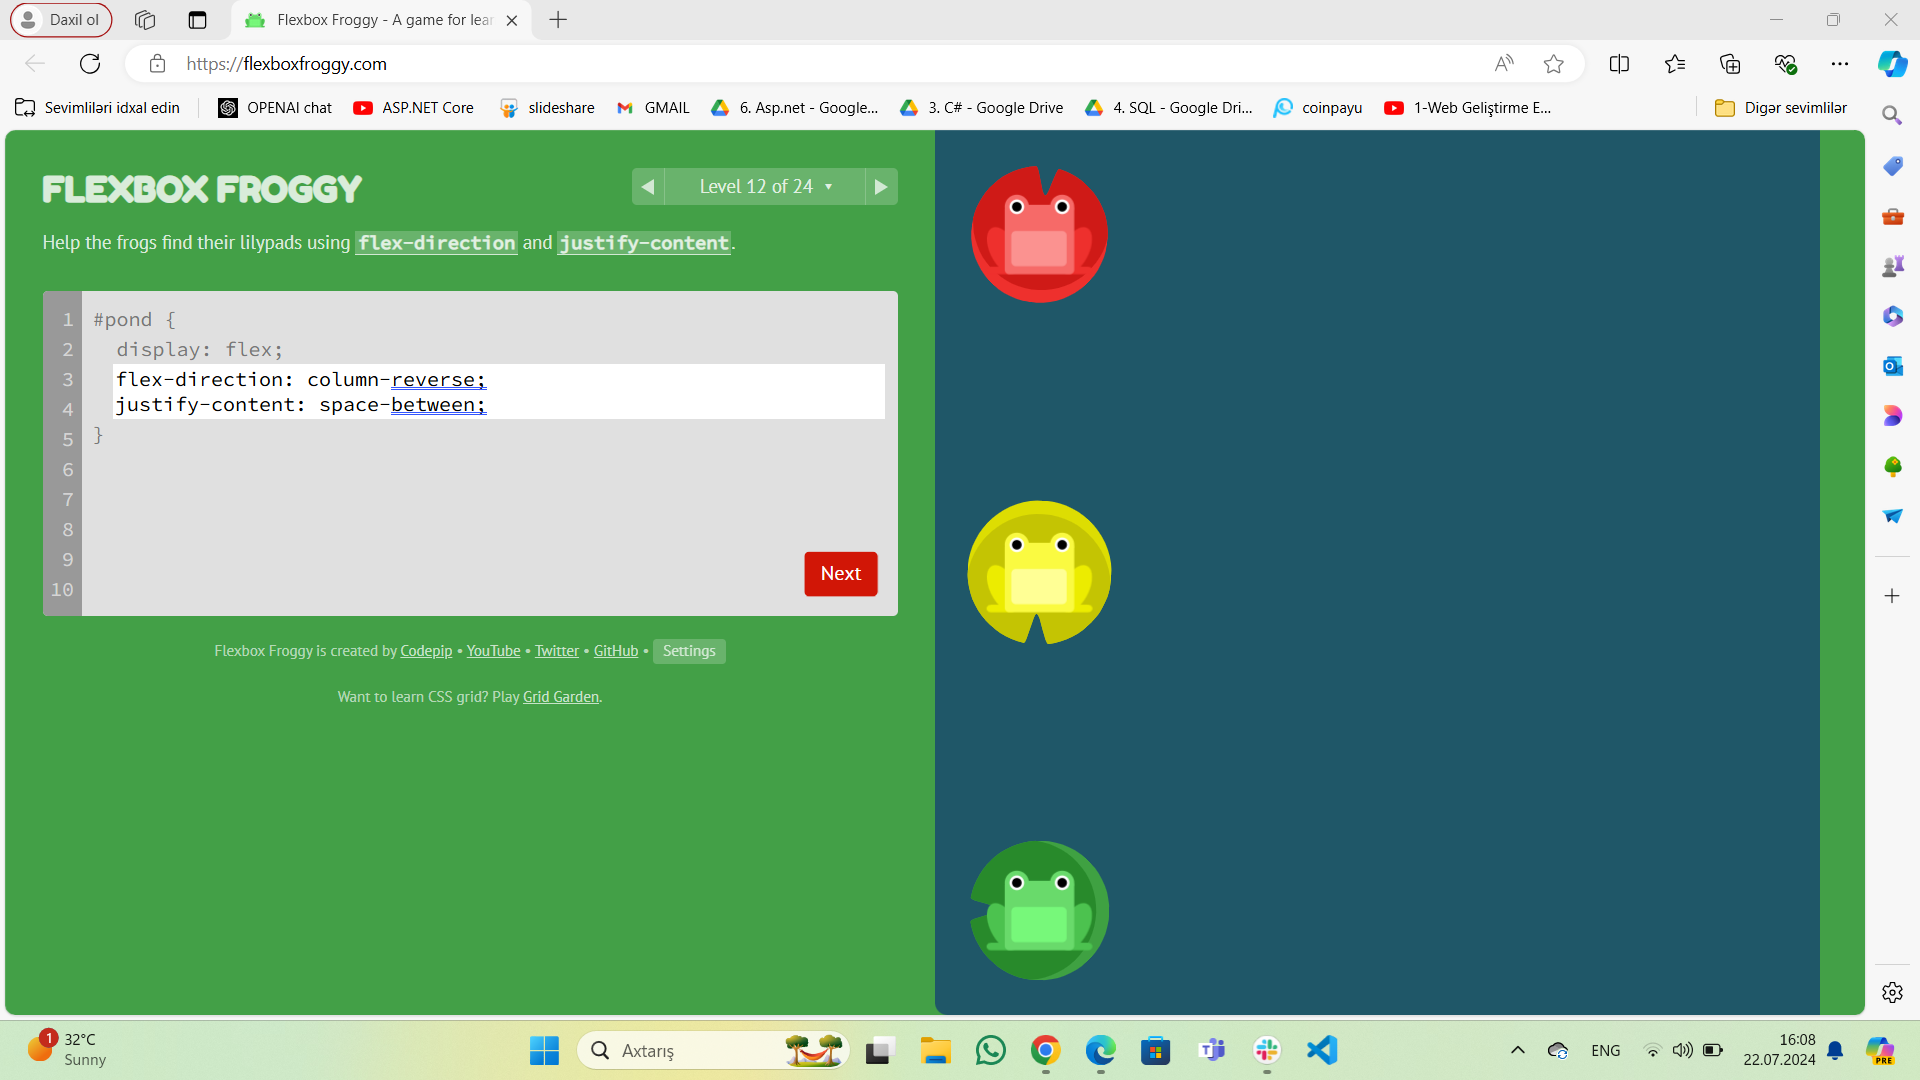 Daxil ol
Flexbox Froggy - A game for lear
https://flexboxfroggy.com
Sevimliləri idxal edin
OPENAI chat
ASP.NET Core
slideshare
GMAIL
6. Asp.net - Google...
3. C# - Google Drive
4. SQL - Google Dri...
coinpayu
1-Web Geliştirme E...
Digər sevimlilər
FLEXBOX FROGGY
Level 12 of 24
Help the frogs find their lilypads using flex-direction and justify-content.
1 #pond {
2 display: flex;
3 flex-direction: column-reverse;
4 justify-content: space-between;
5 }
6
7
8
9
10
Next
Flexbox Froggy is created by Codepip • YouTube • Twitter • GitHub • Settings
Want to learn CSS grid? Play Grid Garden.
1
32°C
Sunny
Axtarış
ENG
16:08
22.07.2024
PRE